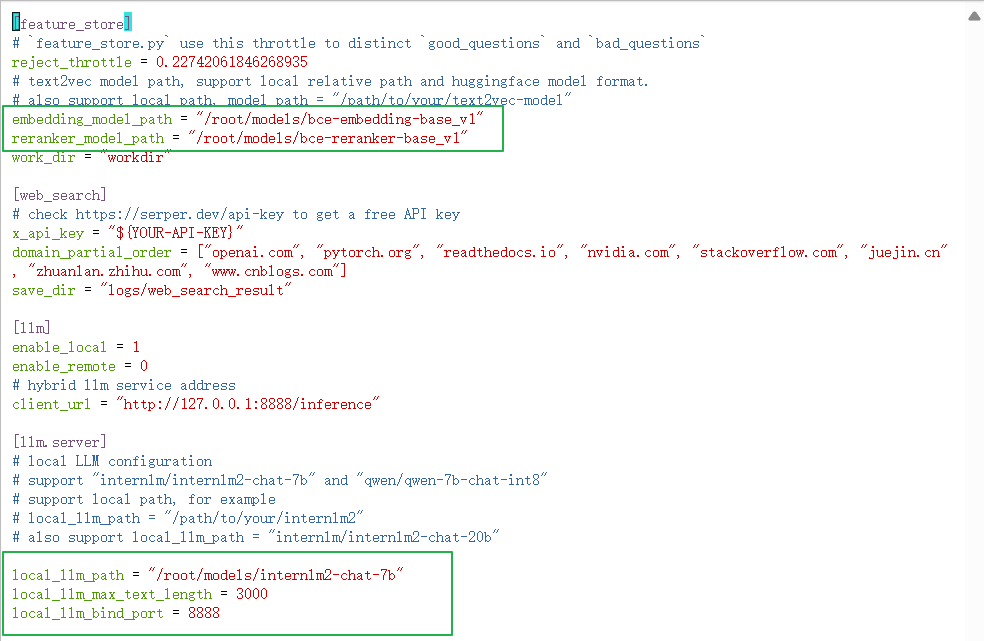 [feature_store]
# `feature_store.py` use this throttle to distinct `good_questions` and `bad_questions`
reject_throttle = 0.22742061846268935
# text2vec model path, support local relative path and huggingface model format.
# also support local path, model_path = "/path/to/your/text2vec-model"
embedding_model_path = "/root/models/bce-embedding-base_v1"
reranker_model_path = "/root/models/bce-reranker-base_v1"
work_dir = "workdir"
[web_search]
# check https://serper.dev/api-key to get a free API key
x_api_key = "${YOUR-API-KEY}"
domain_partial_order = ["openai.com", "pytorch.org", "readthedocs.io", "nvidia.com", "stackoverflow.com", "juejin.cn"
, "zhuanlan.zhihu.com", "www.cnblogs.com"]
save_dir = "logs/web_search_result"
[llm]
enable_local = 1
enable_remote = 0
# hybrid llm service address
client_url = "http://127.0.0.1:8888/inference"
[llm.server]
# local LLM configuration
# support "internlm/internlm2-chat-7b" and "qwen/qwen-7b-chat-int8"
# support local path, for example
# local_llm_path = "/path/to/your/internlm2"
# also support local_llm_path = "internlm/internlm2-chat-20b"
local_llm_path = "/root/models/internlm2-chat-7b"
local_llm_max_text_length = 3000
local_llm_bind_port = 8888